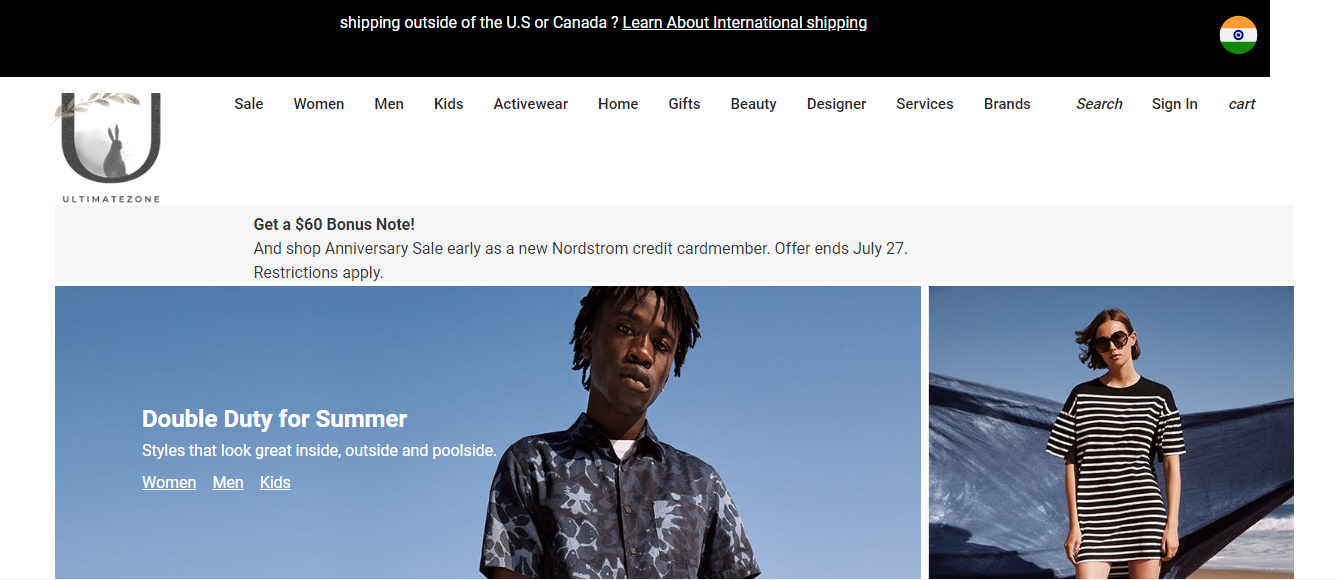 shipping outside of the U.S or Canada ? Learn About International shipping
Sale Women Men Kids Activewear Home Gifts Beauty Designer Services Brands Search Sign In cart
U
ULTIMATEZONE
Get a $60 Bonus Note!
And shop Anniversary Sale early as a new Nordstrom credit cardmember. Offer ends July 27.
Restrictions apply.
Double Duty for Summer
Styles that look great inside, outside and poolside.
Women Men Kids